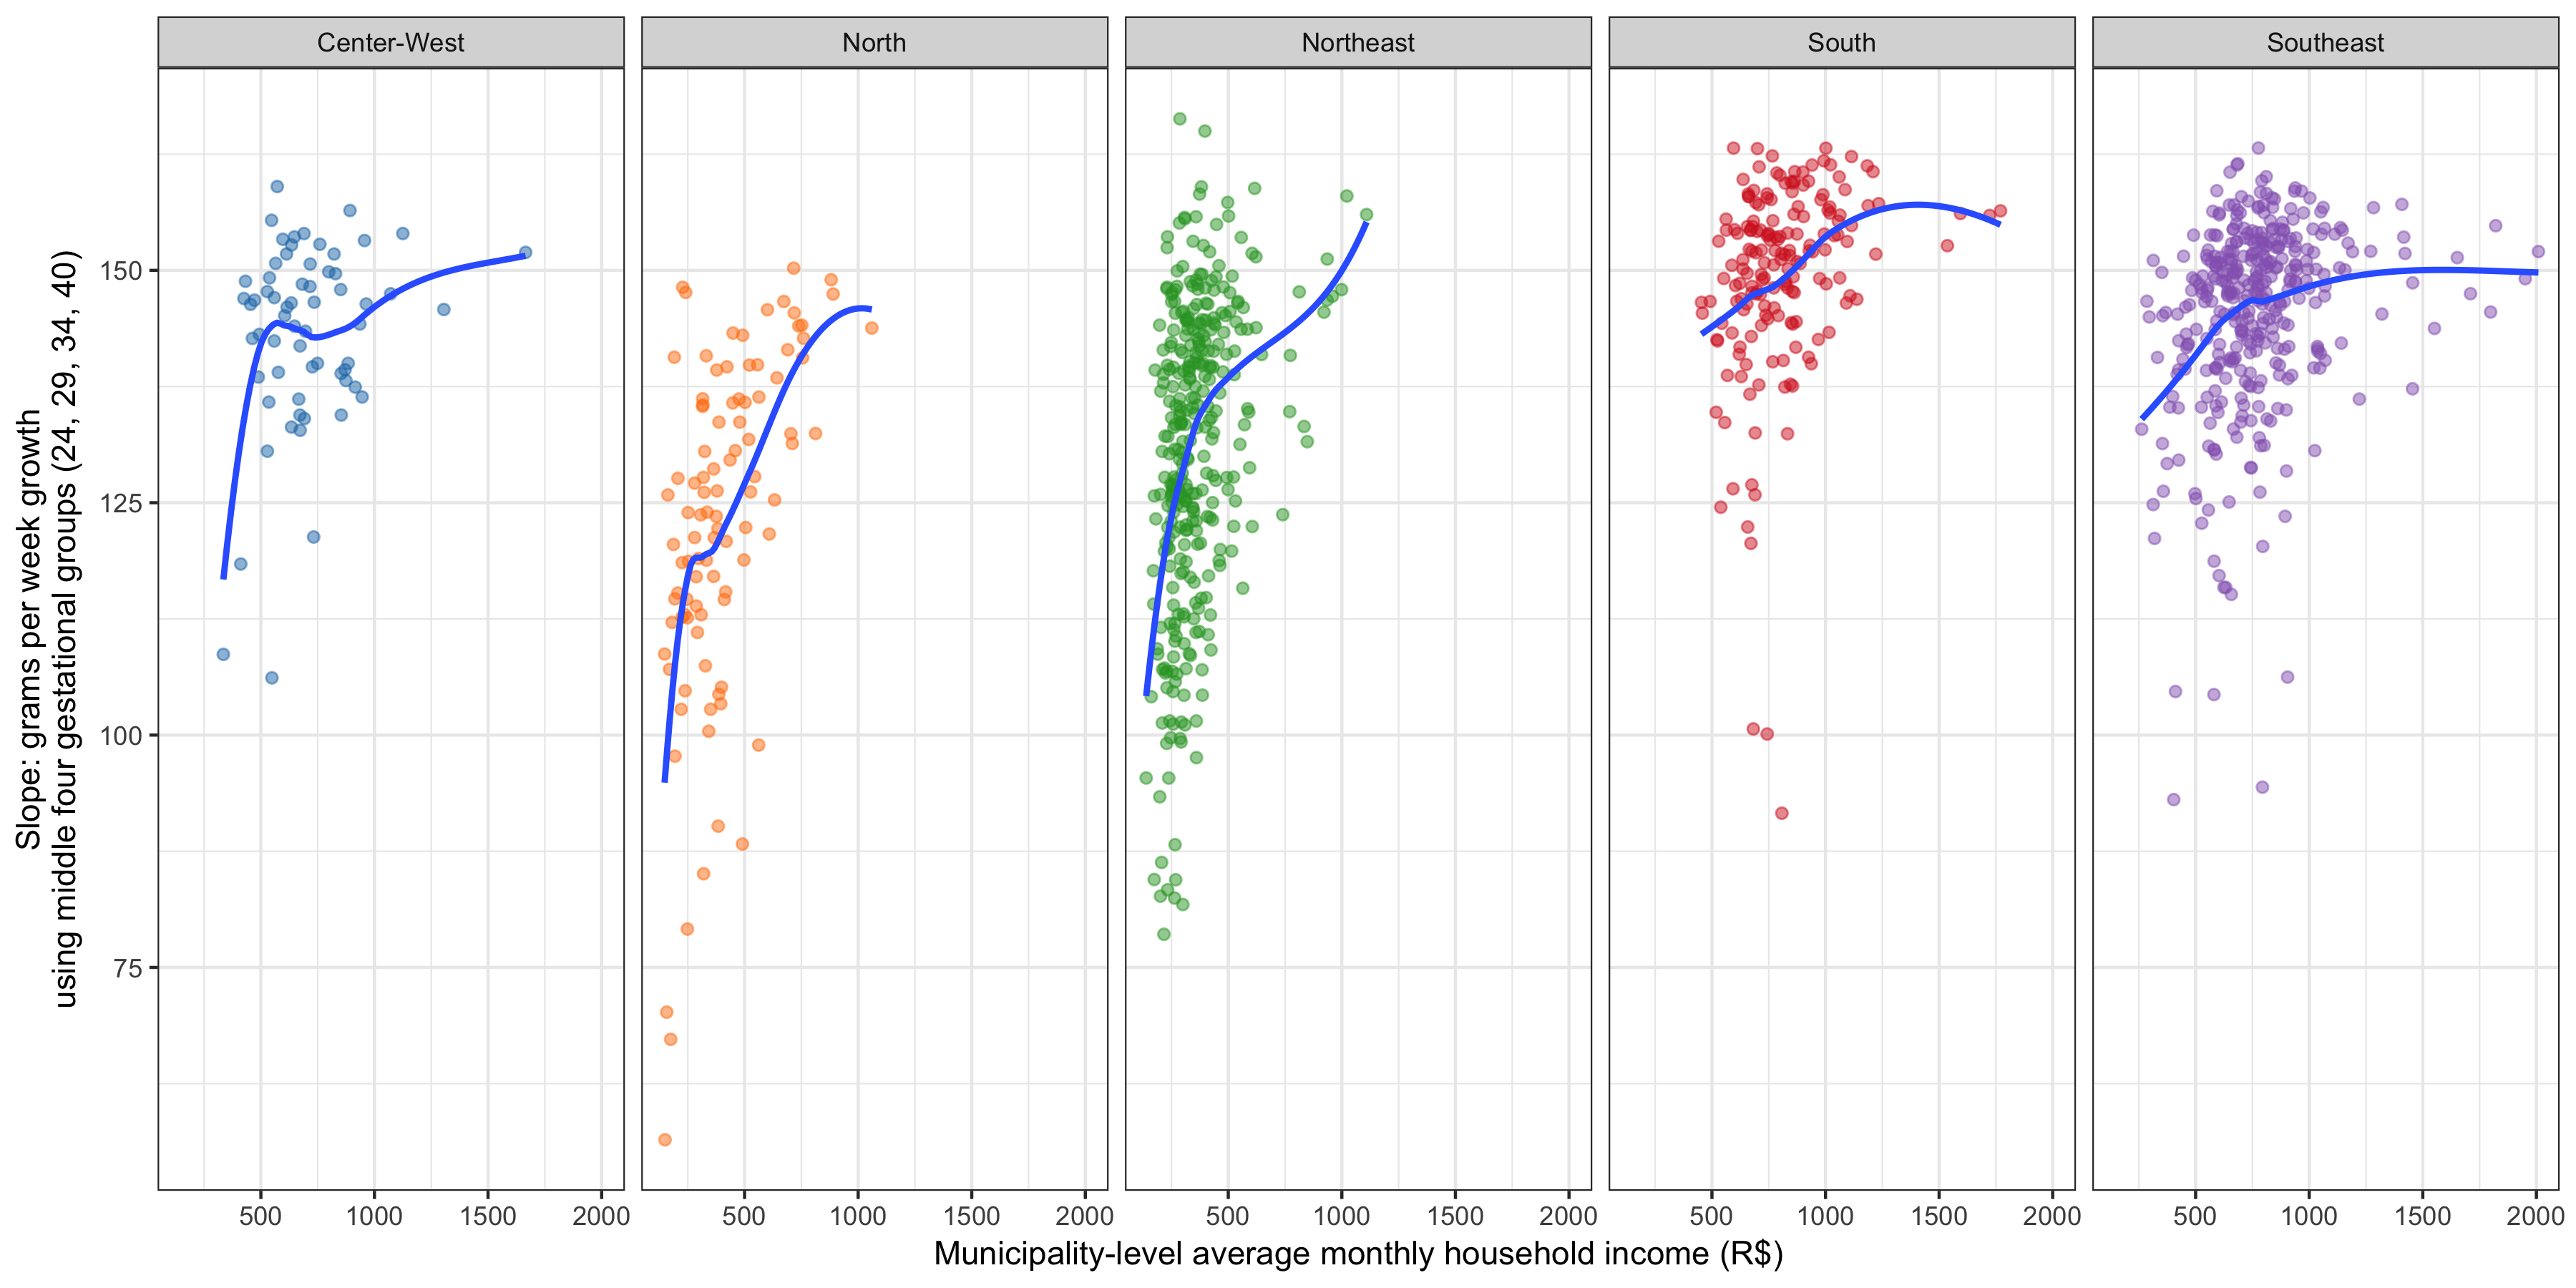 Center-West
North
Northeast
South
Southeast
Slope: grams per week growth
using middle four gestational groups (24, 29, 34, 40)
150
125
100
75
500 1000 1500 2000
500 1000 1500 2000
500 1000 1500 2000
500 1000 1500 2000
500 1000 1500 2000
Municipality-level average monthly household income (R$)